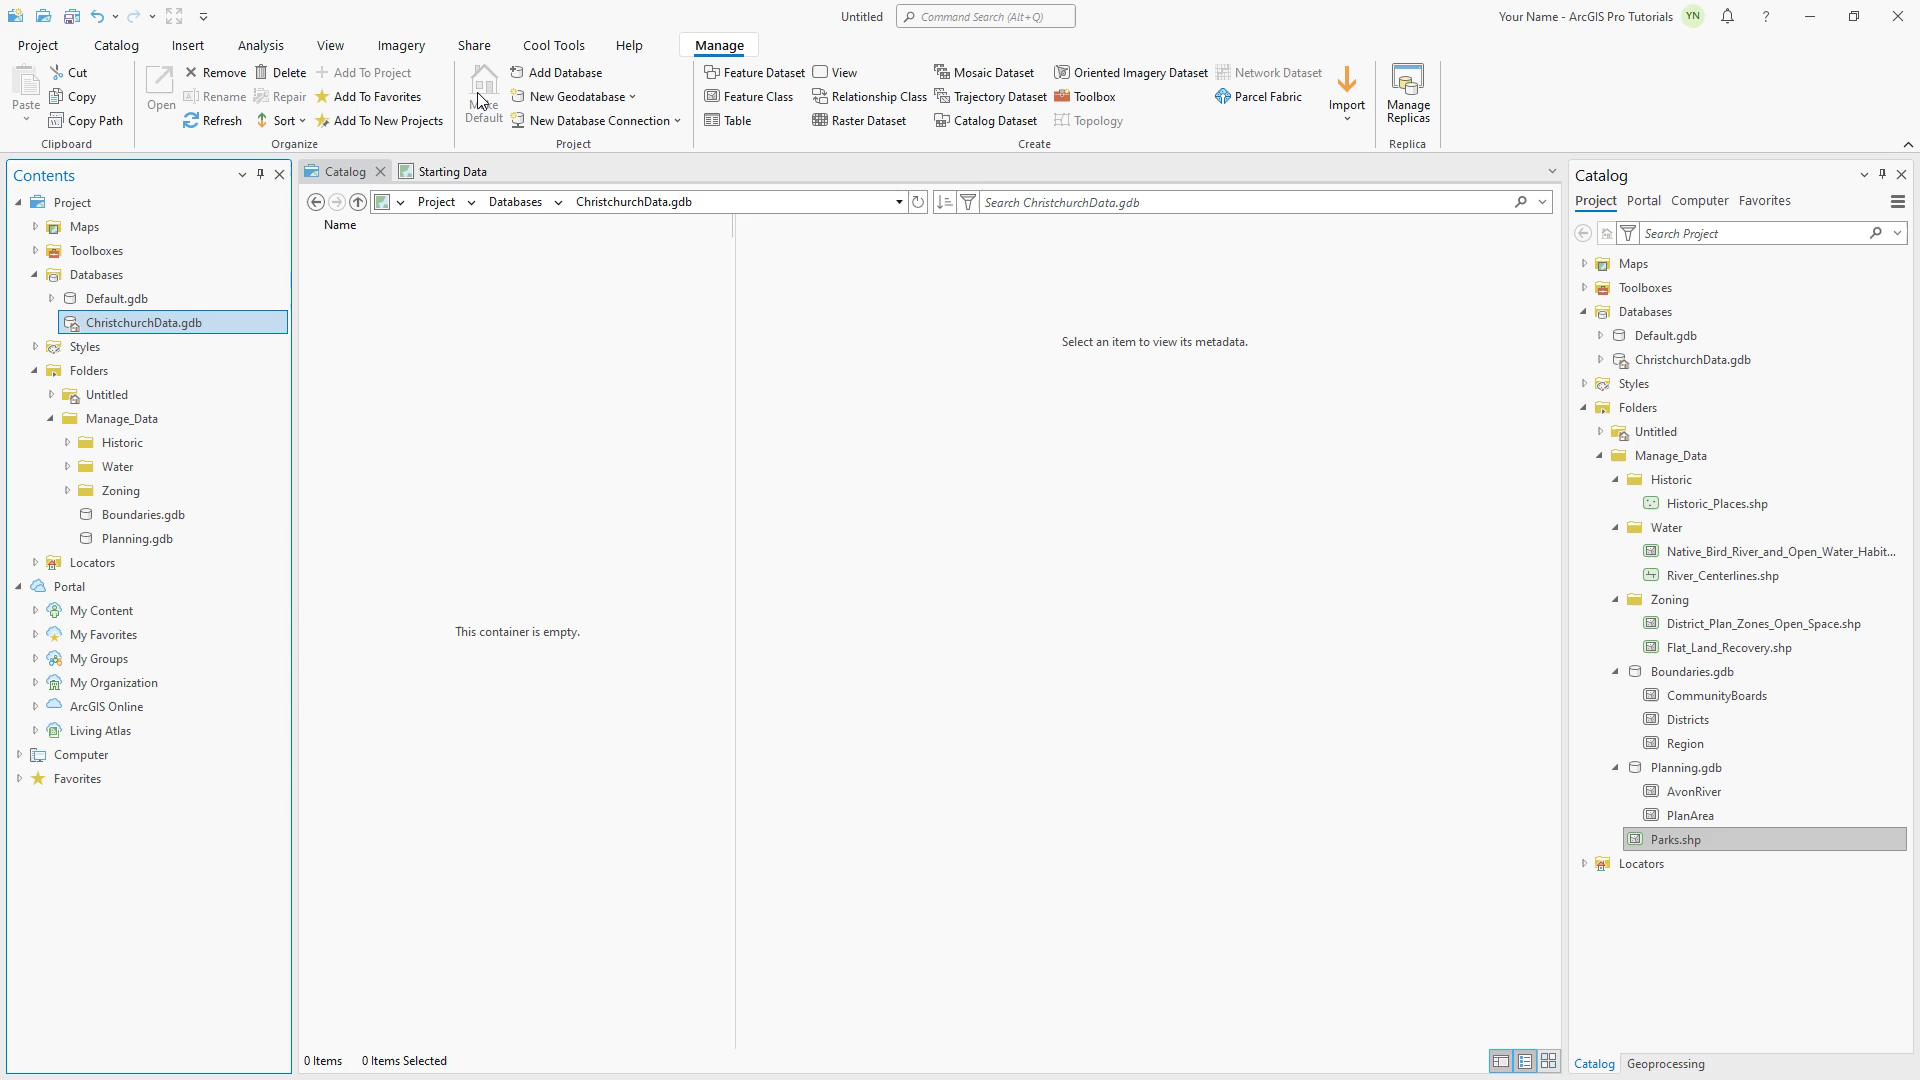 Untitled
Command Search (Alt+Q)
Your Name - ArcGIS Pro Tutorials
YN
?
Project
Catalog
Insert
Analysis
View
Imagery
Share
Cool Tools
Help
Manage
Paste
Cut
Copy
Copy Path
Clipboard
Open
Remove
Delete
Add To Project
Rename
Repair
Add To Favorites
Refresh
Sort
Add To New Projects
Organize
Make
Default
Add Database
New Geodatabase
New Database Connection
Project
Feature Dataset
View
Mosaic Dataset
Oriented Imagery Dataset
Network Dataset
Feature Class
Relationship Class
Trajectory Dataset
Toolbox
Parcel Fabric
Table
Raster Dataset
Catalog Dataset
Topology
Create
Import
Manage
Replicas
Replica
Contents
Project
Maps
Toolboxes
Databases
Default.gdb
ChristchurchData.gdb
Styles
Folders
Untitled
Manage_Data
Historic
Water
Zoning
Boundaries.gdb
Planning.gdb
Locators
Portal
My Content
My Favorites
My Groups
My Organization
ArcGIS Online
Living Atlas
Computer
Favorites
Catalog
Starting Data
Project
Databases
ChristchurchData.gdb
Search ChristchurchData.gdb
Name
Select an item to view its metadata.
This container is empty.
0 Items
0 Items Selected
Catalog
Project
Portal
Computer
Favorites
Search Project
Maps
Toolboxes
Databases
Default.gdb
ChristchurchData.gdb
Styles
Folders
Untitled
Manage_Data
Historic
Historic_Places.shp
Water
Native_Bird_River_and_Open_Water_Habit...
River_Centerlines.shp
Zoning
District_Plan_Zones_Open_Space.shp
Flat_Land_Recovery.shp
Boundaries.gdb
CommunityBoards
Districts
Region
Planning.gdb
AvonRiver
PlanArea
Parks.shp
Locators
Catalog
Geoprocessing